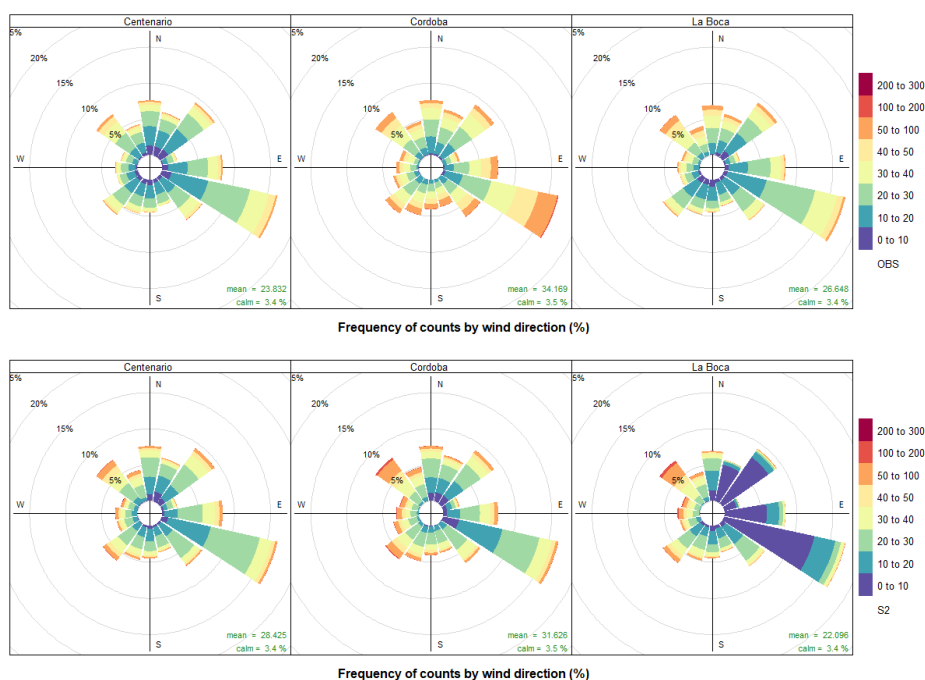 Centenario Cordoba La Boca
5% 5% 5%
N N N
20% 20% 20%
15% 15% 15%
200 to 300
100 to 200
10% 10% 10%
50 to 100
5% 5% 5%
40 to 50
W E W E W E
30 to 40
20 to 30
10 to 20
0 to 10
OBS
mean = 23.832 mean = 34.169 mean = 26.648
S S S
calm = 3.4 % calm = 3.5 % calm = 3.4 %
Frequency of counts by wind direction (%)
Centenario Cordoba La Boca
5% 5% 5%
N N N
20% 20% 20%
15% 15% 15%
200 to 300
100 to 200
10% 10% 10%
50 to 100
5% 5% 5%
40 to 50
W E W E W E
30 to 40
20 to 30
10 to 20
0 to 10
S2
mean = 28.425 mean = 31.626 mean = 22.096
S S S
calm = 3.4 % calm = 3.5 % calm = 3.4 %
Frequency of counts by wind direction (%)